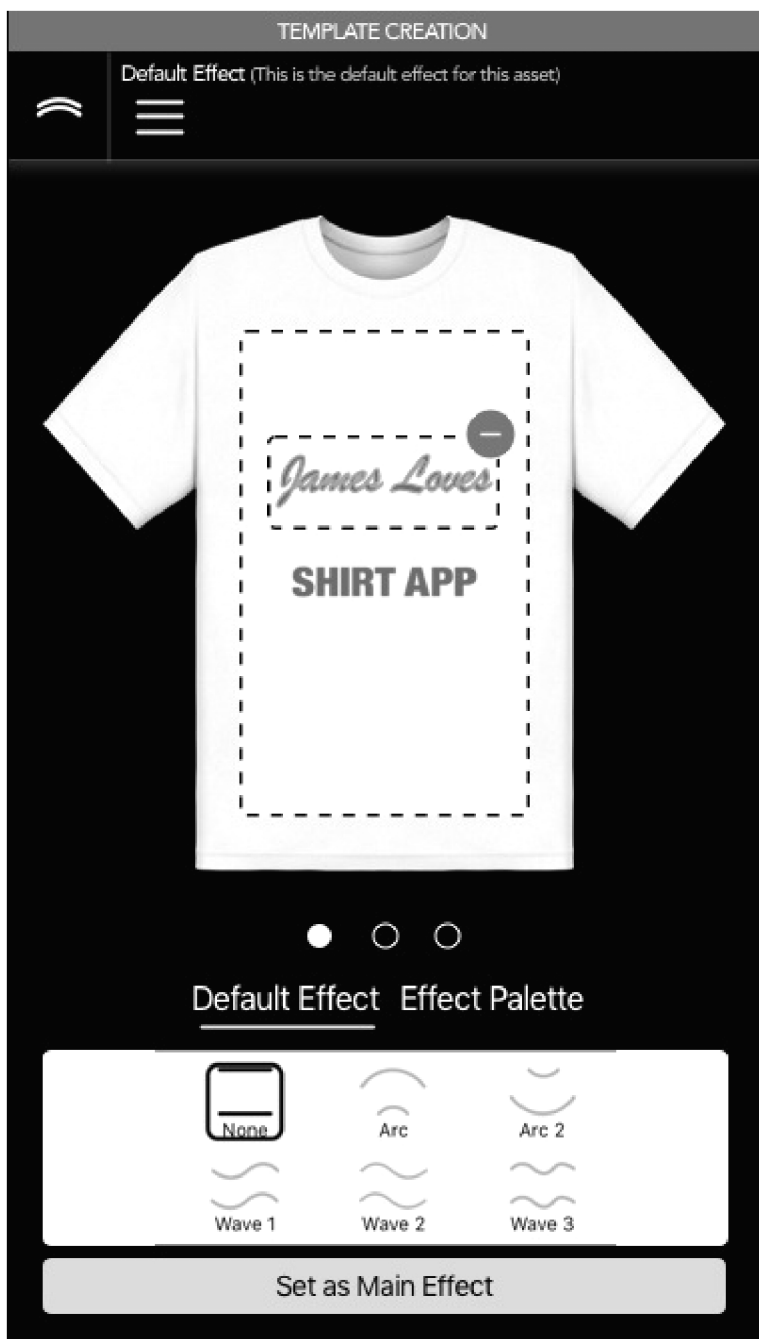 TEMPLATE CREATION
Default Effect (This is the default effect for this asset)
James Loves
SHIRT APP
Default Effect Effect Palette
None Arc Arc 2
Wave 1 Wave 2 Wave 3
Set as Main Effect